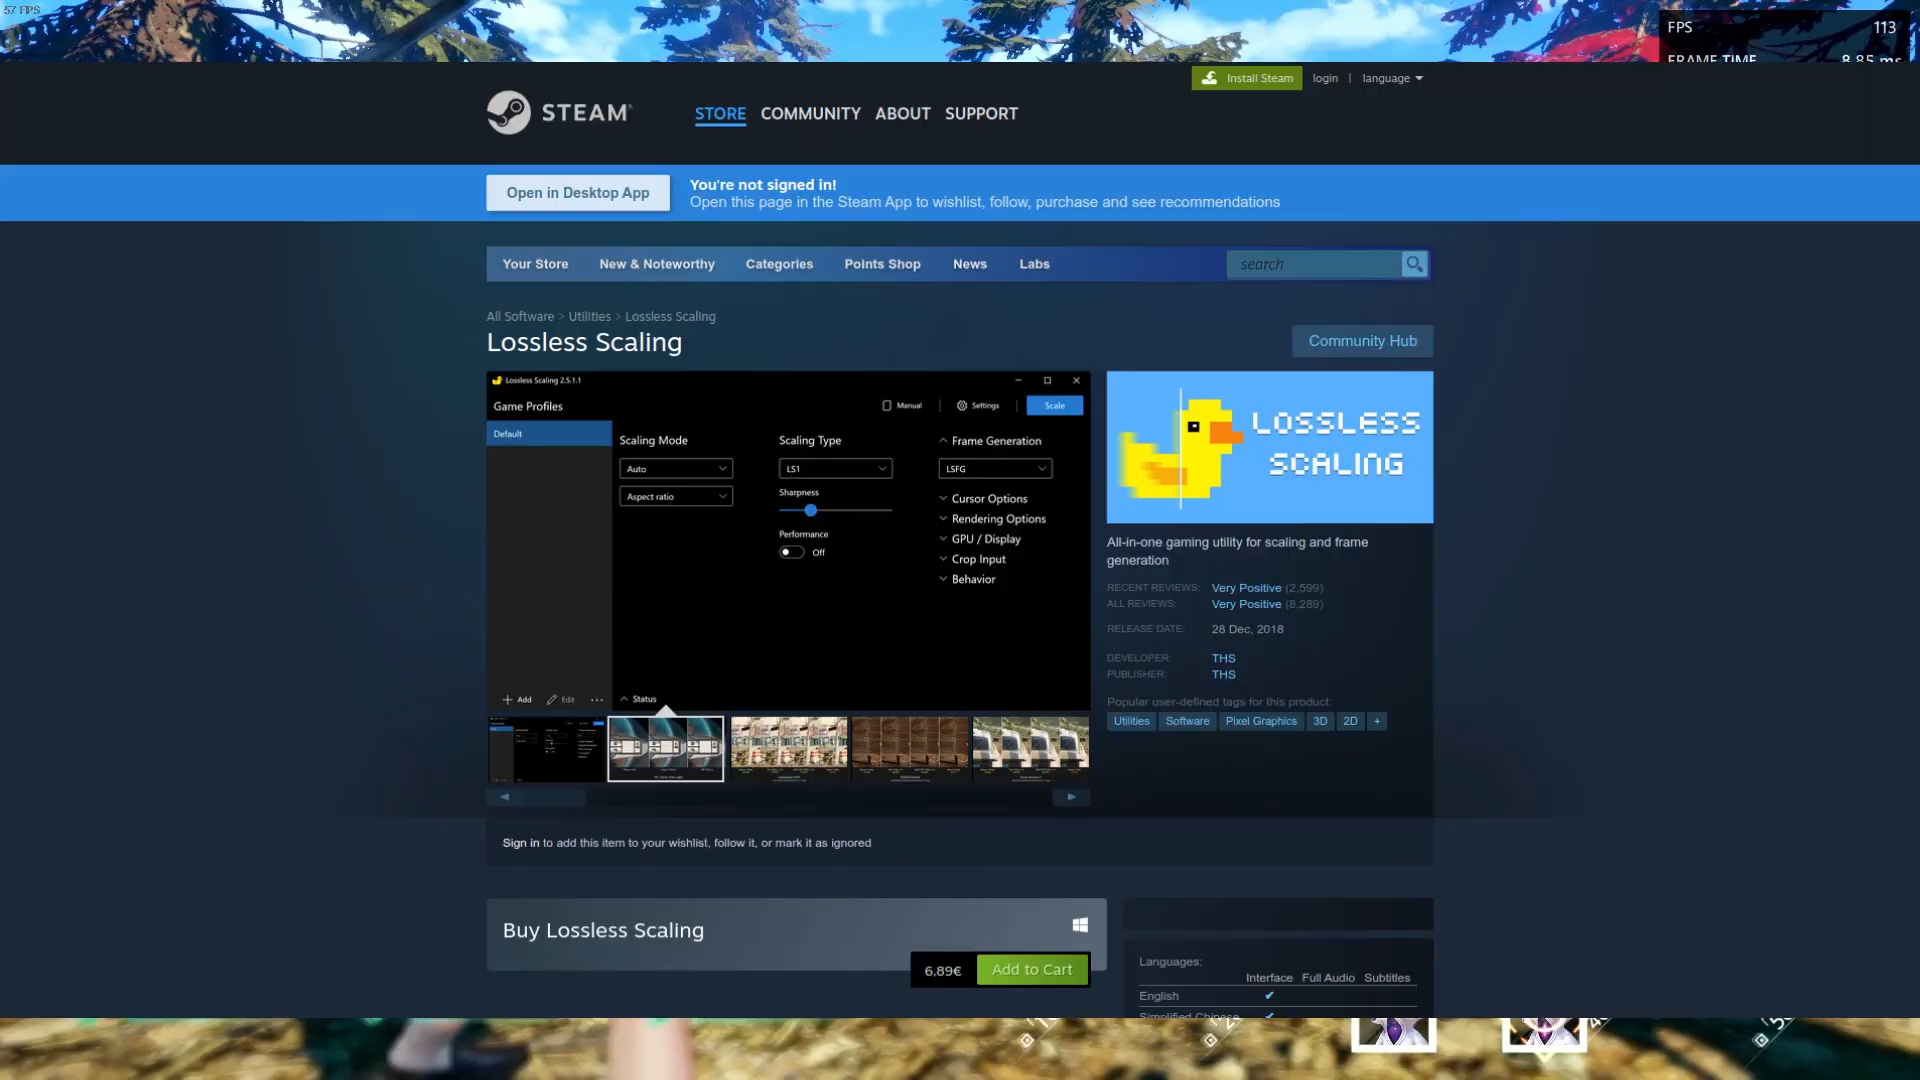 57 FPS
FPS 113
FRAME TIME 8.85 ms
Install Steam login | language
STEAM STORE COMMUNITY ABOUT SUPPORT
Open in Desktop App
You're not signed in!
Open this page in the Steam App to wishlist, follow, purchase and see recommendations
Your Store New & Noteworthy Categories Points Shop News Labs search
All Software > Utilities > Lossless Scaling
Lossless Scaling
Community Hub
Lossless Scaling 2.5.1.1
Game Profiles Manual Settings Scale
Default
Scaling Mode Scaling Type Frame Generation
Auto LS1 LSFG
Aspect ratio Sharpness Cursor Options
Rendering Options
Performance GPU / Display
Off Crop Input
Behavior
+ Add Edit ... Status
LOSSLESS
SCALING
All-in-one gaming utility for scaling and frame
generation
RECENT REVIEWS: Very Positive (2,599)
ALL REVIEWS: Very Positive (8,289)
RELEASE DATE: 28 Dec, 2018
DEVELOPER: THS
PUBLISHER: THS
Popular user-defined tags for this product:
Utilities Software Pixel Graphics 3D 2D +
Sign in to add this item to your wishlist, follow it, or mark it as ignored
Buy Lossless Scaling
6,89€ Add to Cart
Languages:
Interface Full Audio Subtitles
English ✔
Simplified Chinese ✔